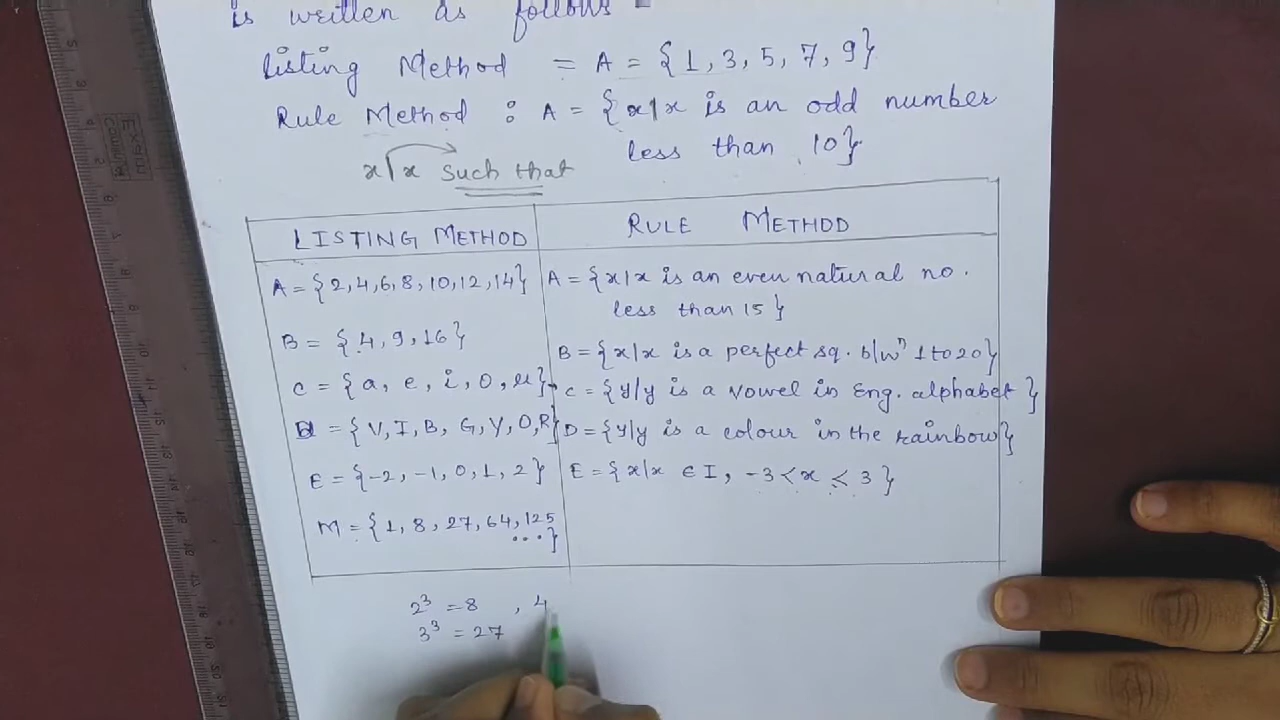 is written as follows =
Listing Method = A = {1, 3, 5, 7, 9}
Rule Method : A = {x|x is an odd number
less than 10}
x/x such that
LISTING METHOD
RULE METHOD
A = {2,4,6,8,10,12,14}
A = {x/x is an even natural no.
less than 15}
B = {4, 9, 16}
B = {x/x is a perfect sq. b/wⁿ 1 to 20}
C = {a, e, i, o, u}
C = {y/y is a vowel in Eng. alphabet}
D = {V, I, B, G, Y, O, R}
D = {y/y is a colour in the rainbow}
E = {-2, -1, 0, 1, 2}
E = {x/x ∈ I, -3 < x < 3}
M = {1, 8, 27, 64, 125
...}
2³ = 8 , 4
3³ = 27